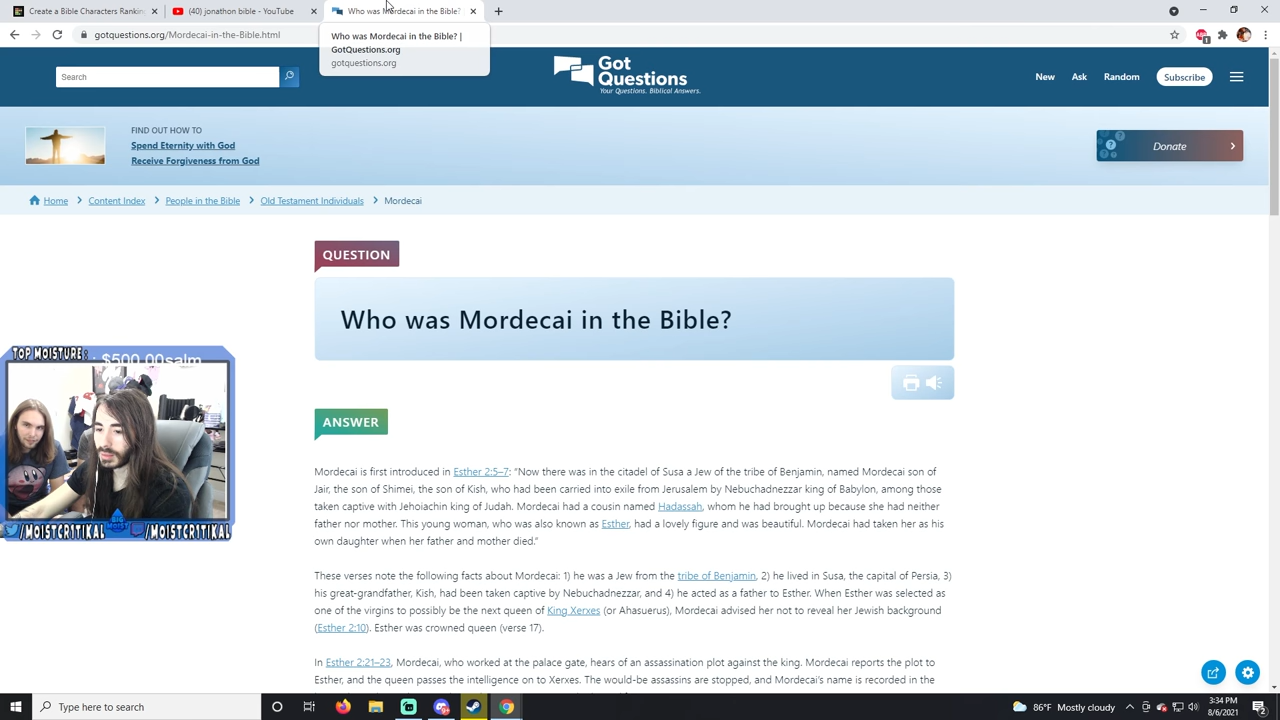 Create a Bible Characters Ranking
(40) jonathon bible - YouTube
Who was Mordecai in the Bible?
gotquestions.org/Mordecai-in-the-Bible.html
Who was Mordecai in the Bible? |
GotQuestions.org
gotquestions.org
Search
Got
Questions
Your Questions. Biblical Answers.
New
Ask
Random
Subscribe
FIND OUT HOW TO
Spend Eternity with God
Receive Forgiveness from God
Donate
Home
Content Index
People in the Bible
Old Testament Individuals
Mordecai
QUESTION
Who was Mordecai in the Bible?
ANSWER
Mordecai is first introduced in Esther 2:5–7: “Now there was in the citadel of Susa a Jew of the tribe of Benjamin, named Mordecai son of
Jair, the son of Shimei, the son of Kish, who had been carried into exile from Jerusalem by Nebuchadnezzar king of Babylon, among those
taken captive with Jehoiachin king of Judah. Mordecai had a cousin named Hadassah, whom he had brought up because she had neither
father nor mother. This young woman, who was also known as Esther, had a lovely figure and was beautiful. Mordecai had taken her as his
own daughter when her father and mother died.”
These verses note the following facts about Mordecai: 1) he was a Jew from the tribe of Benjamin, 2) he lived in Susa, the capital of Persia, 3)
his great-grandfather, Kish, had been taken captive by Nebuchadnezzar, and 4) he acted as a father to Esther. When Esther was selected as
one of the virgins to possibly be the next queen of King Xerxes (or Ahasuerus), Mordecai advised her not to reveal her Jewish background
(Esther 2:10). Esther was crowned queen (verse 17).
In Esther 2:21–23, Mordecai, who worked at the palace gate, hears of an assassination plot against the king. Mordecai reports the plot to
Esther, and the queen passes the intelligence on to Xerxes. The would-be assassins are stopped, and Mordecai’s name is recorded in the
TOP MOISTURE :
: $500.00salm
/MOISTCRITIKAL
BIG MOIST
/MOISTCRITIKAL
Type here to search
86°F Mostly cloudy
3:34 PM
8/6/2021
2